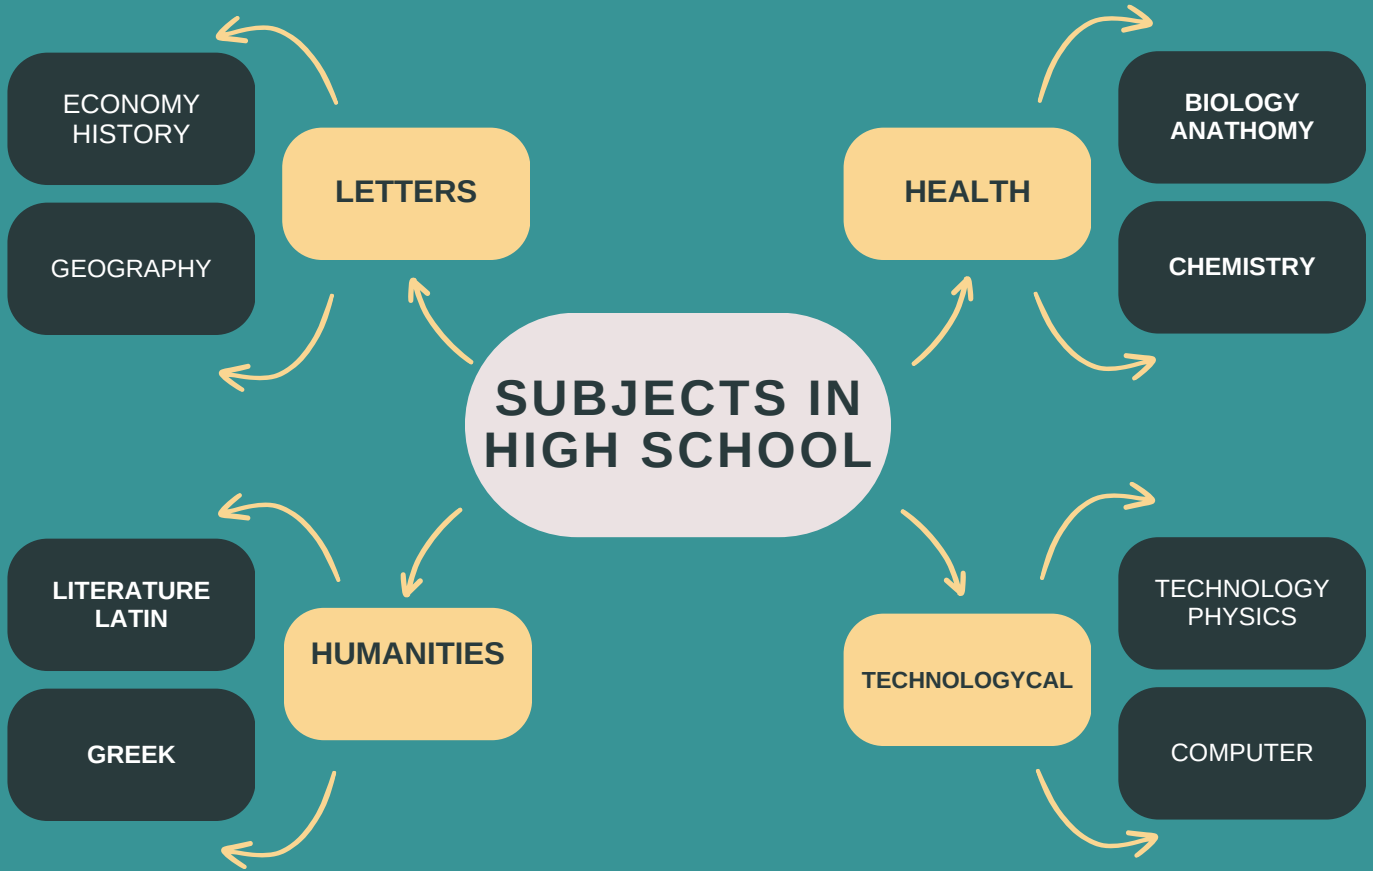 ECONOMY
HISTORY
GEOGRAPHY
LETTERS
HEALTH
BIOLOGY
ANATHOMY
CHEMISTRY
SUBJECTS IN
HIGH SCHOOL
LITERATURE
LATIN
GREEK
HUMANITIES
TECHNOLOGYCAL
TECHNOLOGY
PHYSICS
COMPUTER